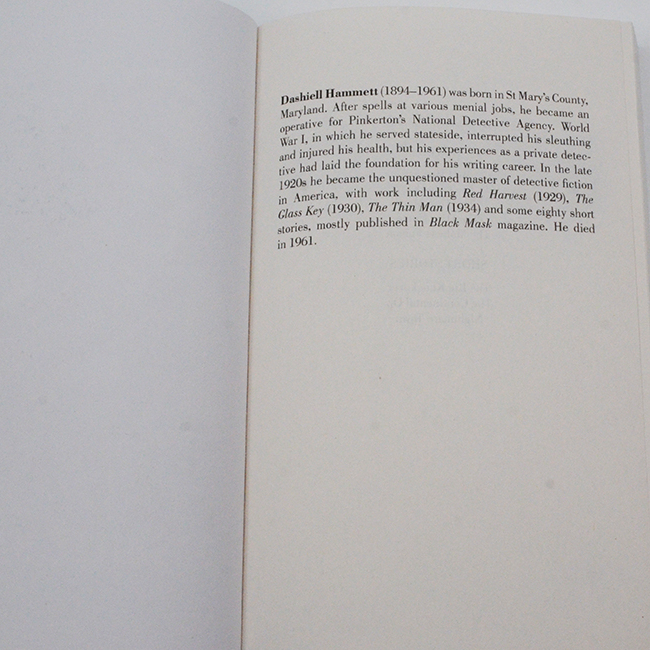 Dashiell Hammett (1894–1961) was born in St Mary's County,
Maryland. After spells at various menial jobs, he became an
operative for Pinkerton's National Detective Agency. World
War I, in which he served stateside, interrupted his sleuthing
and injured his health, but his experiences as a private detec-
tive had laid the foundation for his writing career. In the late
1920s he became the unquestioned master of detective fiction
in America, with work including Red Harvest (1929), The
Glass Key (1930), The Thin Man (1934) and some eighty short
stories, mostly published in Black Mask magazine. He died
in 1961.